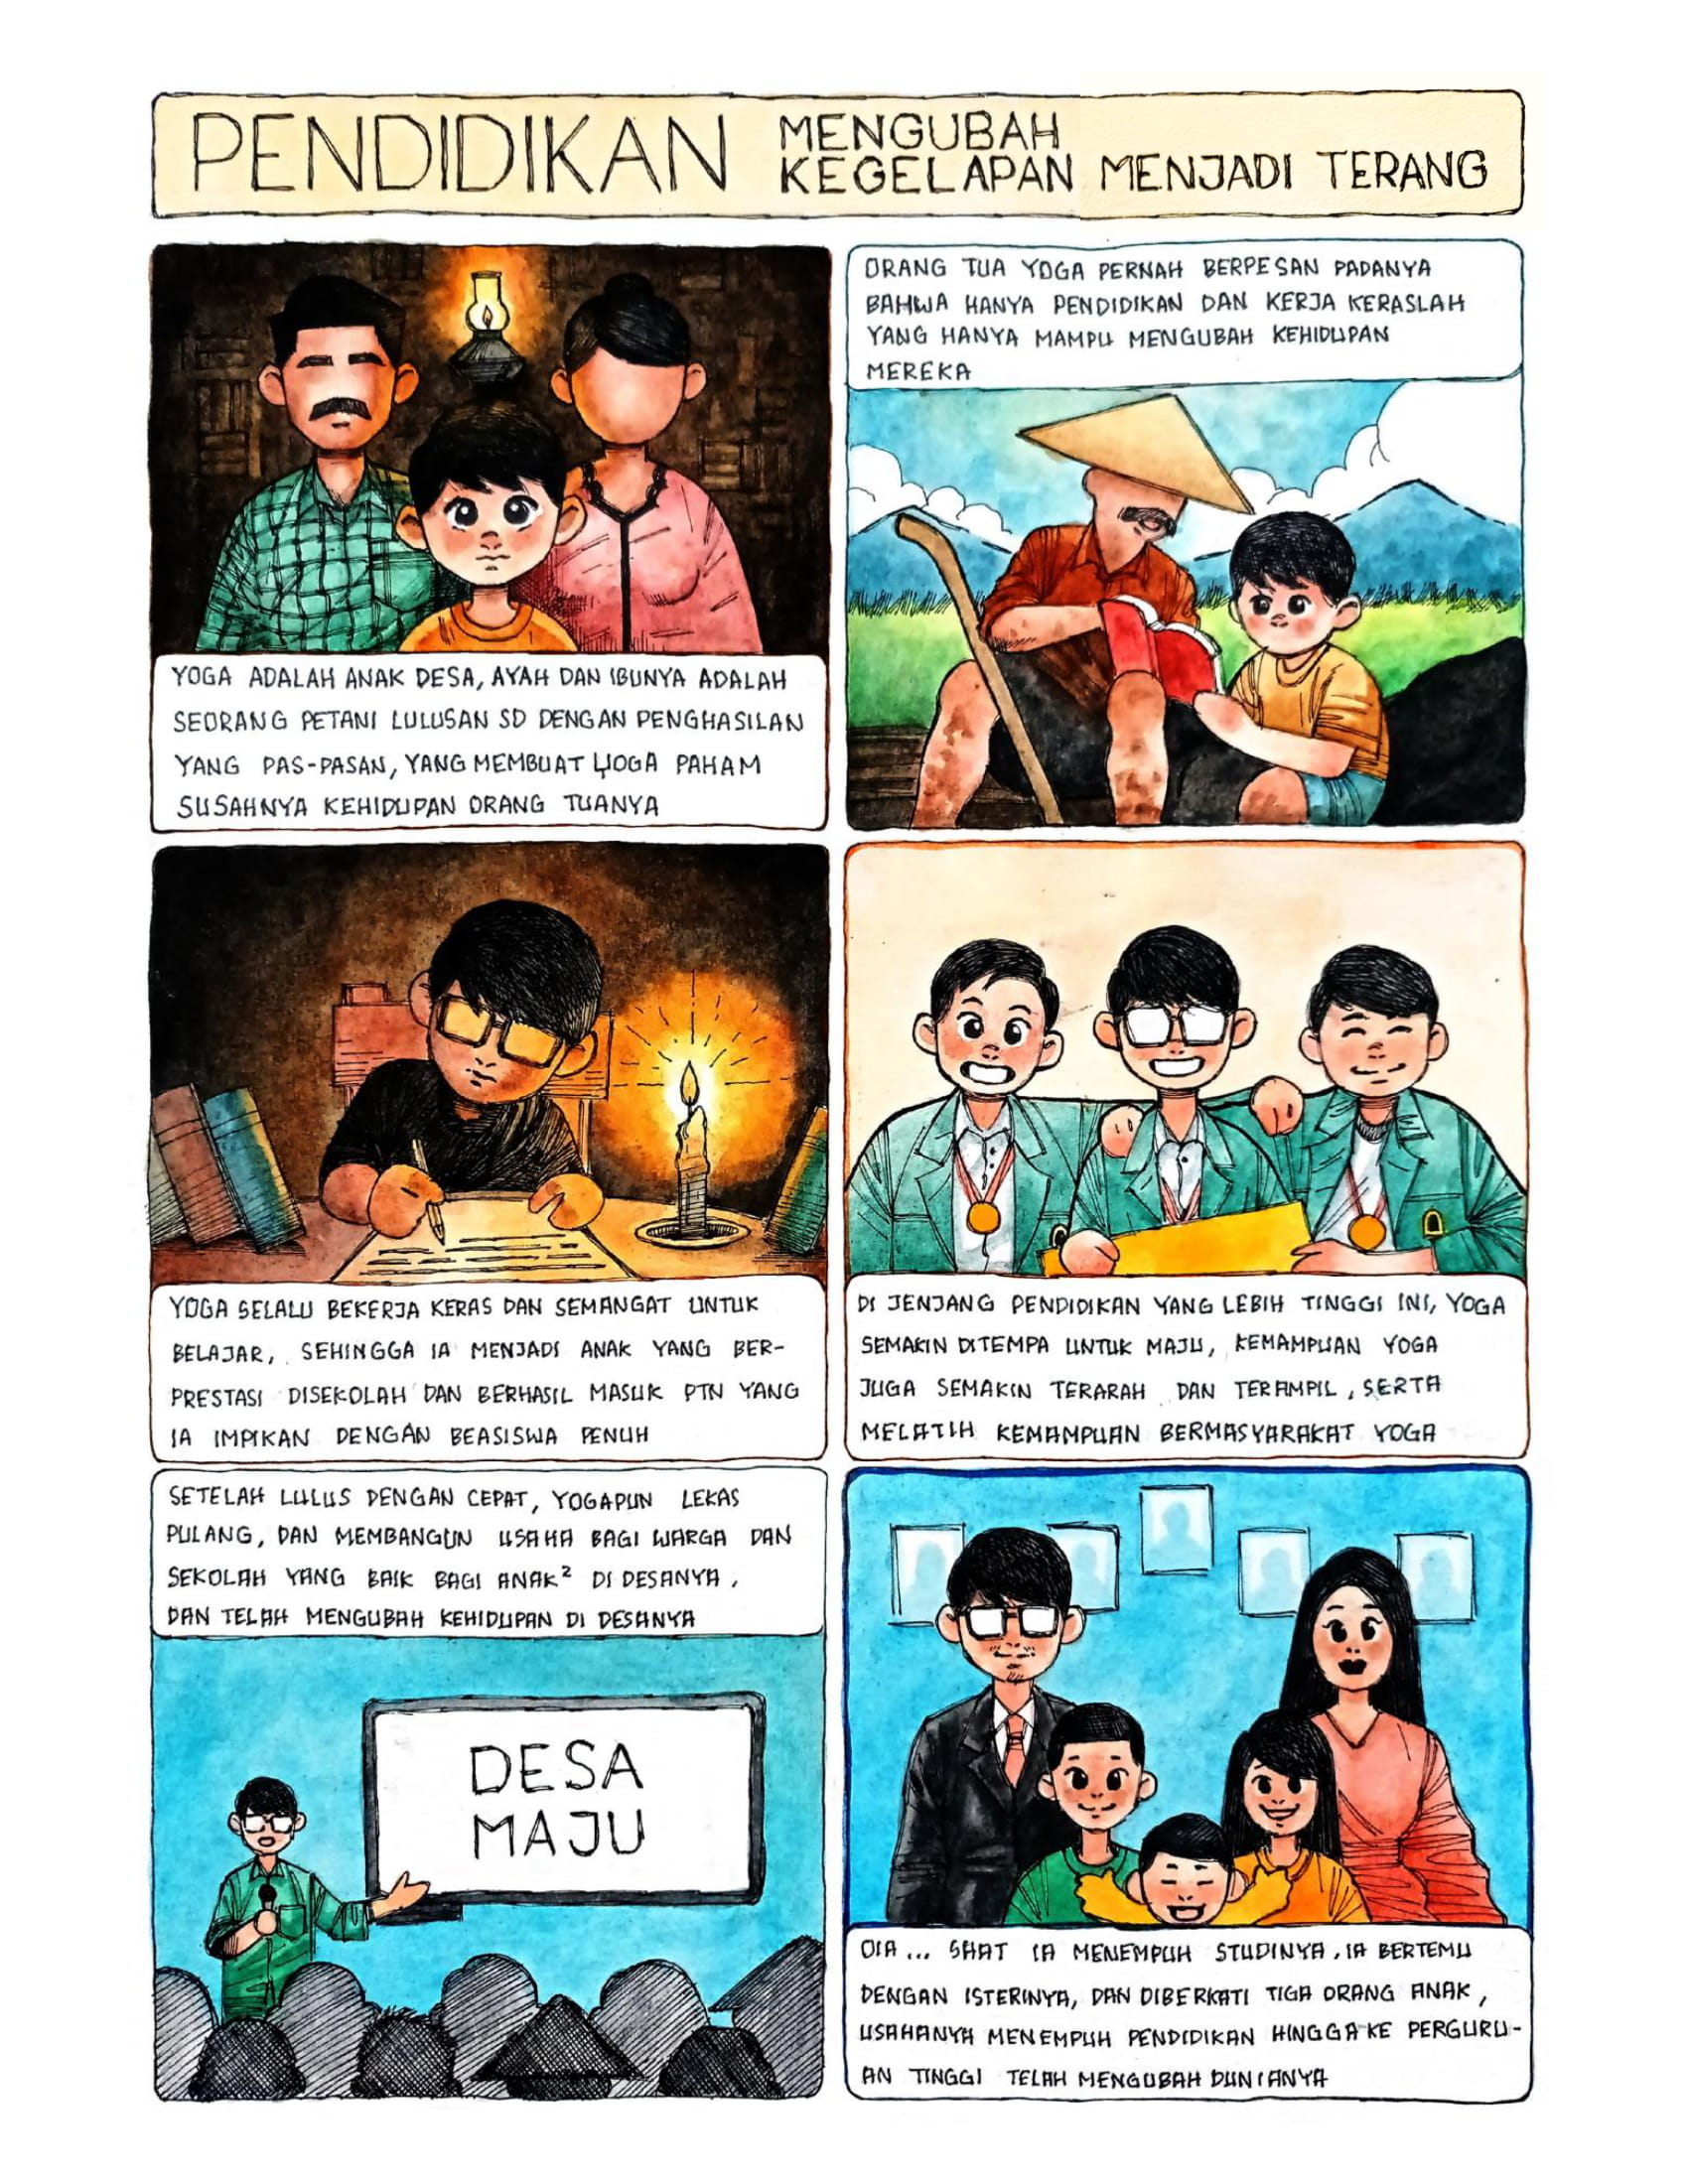 PENDIDIKAN MENGUBAH KEGELAPAN MENJADI TERANG
YOGA ADALAH ANAK DESA, AYAH DAN IBUNYA ADALAH
SEORANG PETANI LULUSAN SD DENGAN PENGHASILAN
YANG PAS-PASAN, YANG MEMBUAT YOGA PAHAM
SUSAHNYA KEHIDUPAN ORANG TUANYA
ORANG TUA YOGA PERNAH BERPESAN PADANYA
BAHWA HANYA PENDIDIKAN DAN KERJA KERASLAH
YANG HANYA MAMPU MENGUBAH KEHIDUPAN
MEREKA
YOGA SELALU BEKERJA KERAS DAN SEMANGAT UNTUK
BELAJAR, SEHINGGA IA MENJADI ANAK YANG BER-
PRESTASI DISEKOLAH DAN BERHASIL MASUK PTN YANG
IA IMPIKAN DENGAN BEASISWA PENUH
DI JENJANG PENDIDIKAN YANG LEBIH TINGGI INI, YOGA
SEMAKIN DITEMPA UNTUK MAJU, KEMAMPUAN YOGA
JUGA SEMAKIN TERARAH DAN TERAMPIL, SERTA
MELATIH KEMAMPUAN BERMASYARAKAT YOGA
SETELAH LULUS DENGAN CEPAT, YOGAPUN LEKAS
PULANG, DAN MEMBANGUN USAHA BAGI WARGA DAN
SEKOLAH YANG BAIK BAGI ANAK² DI DESANYA,
DAN TELAH MENGUBAH KEHIDUPAN DI DESANYA
DESA
MAJU
OIA... SAAT IA MENEMPUH STUDINYA, IA BERTEMU
DENGAN ISTERINYA, DAN DIBERKATI TIGA ORANG ANAK,
USAHANYA MENEMPUH PENDIDIKAN HINGGA KE PERGURU-
AN TINGGI TELAH MENGUBAH DUNIANYA